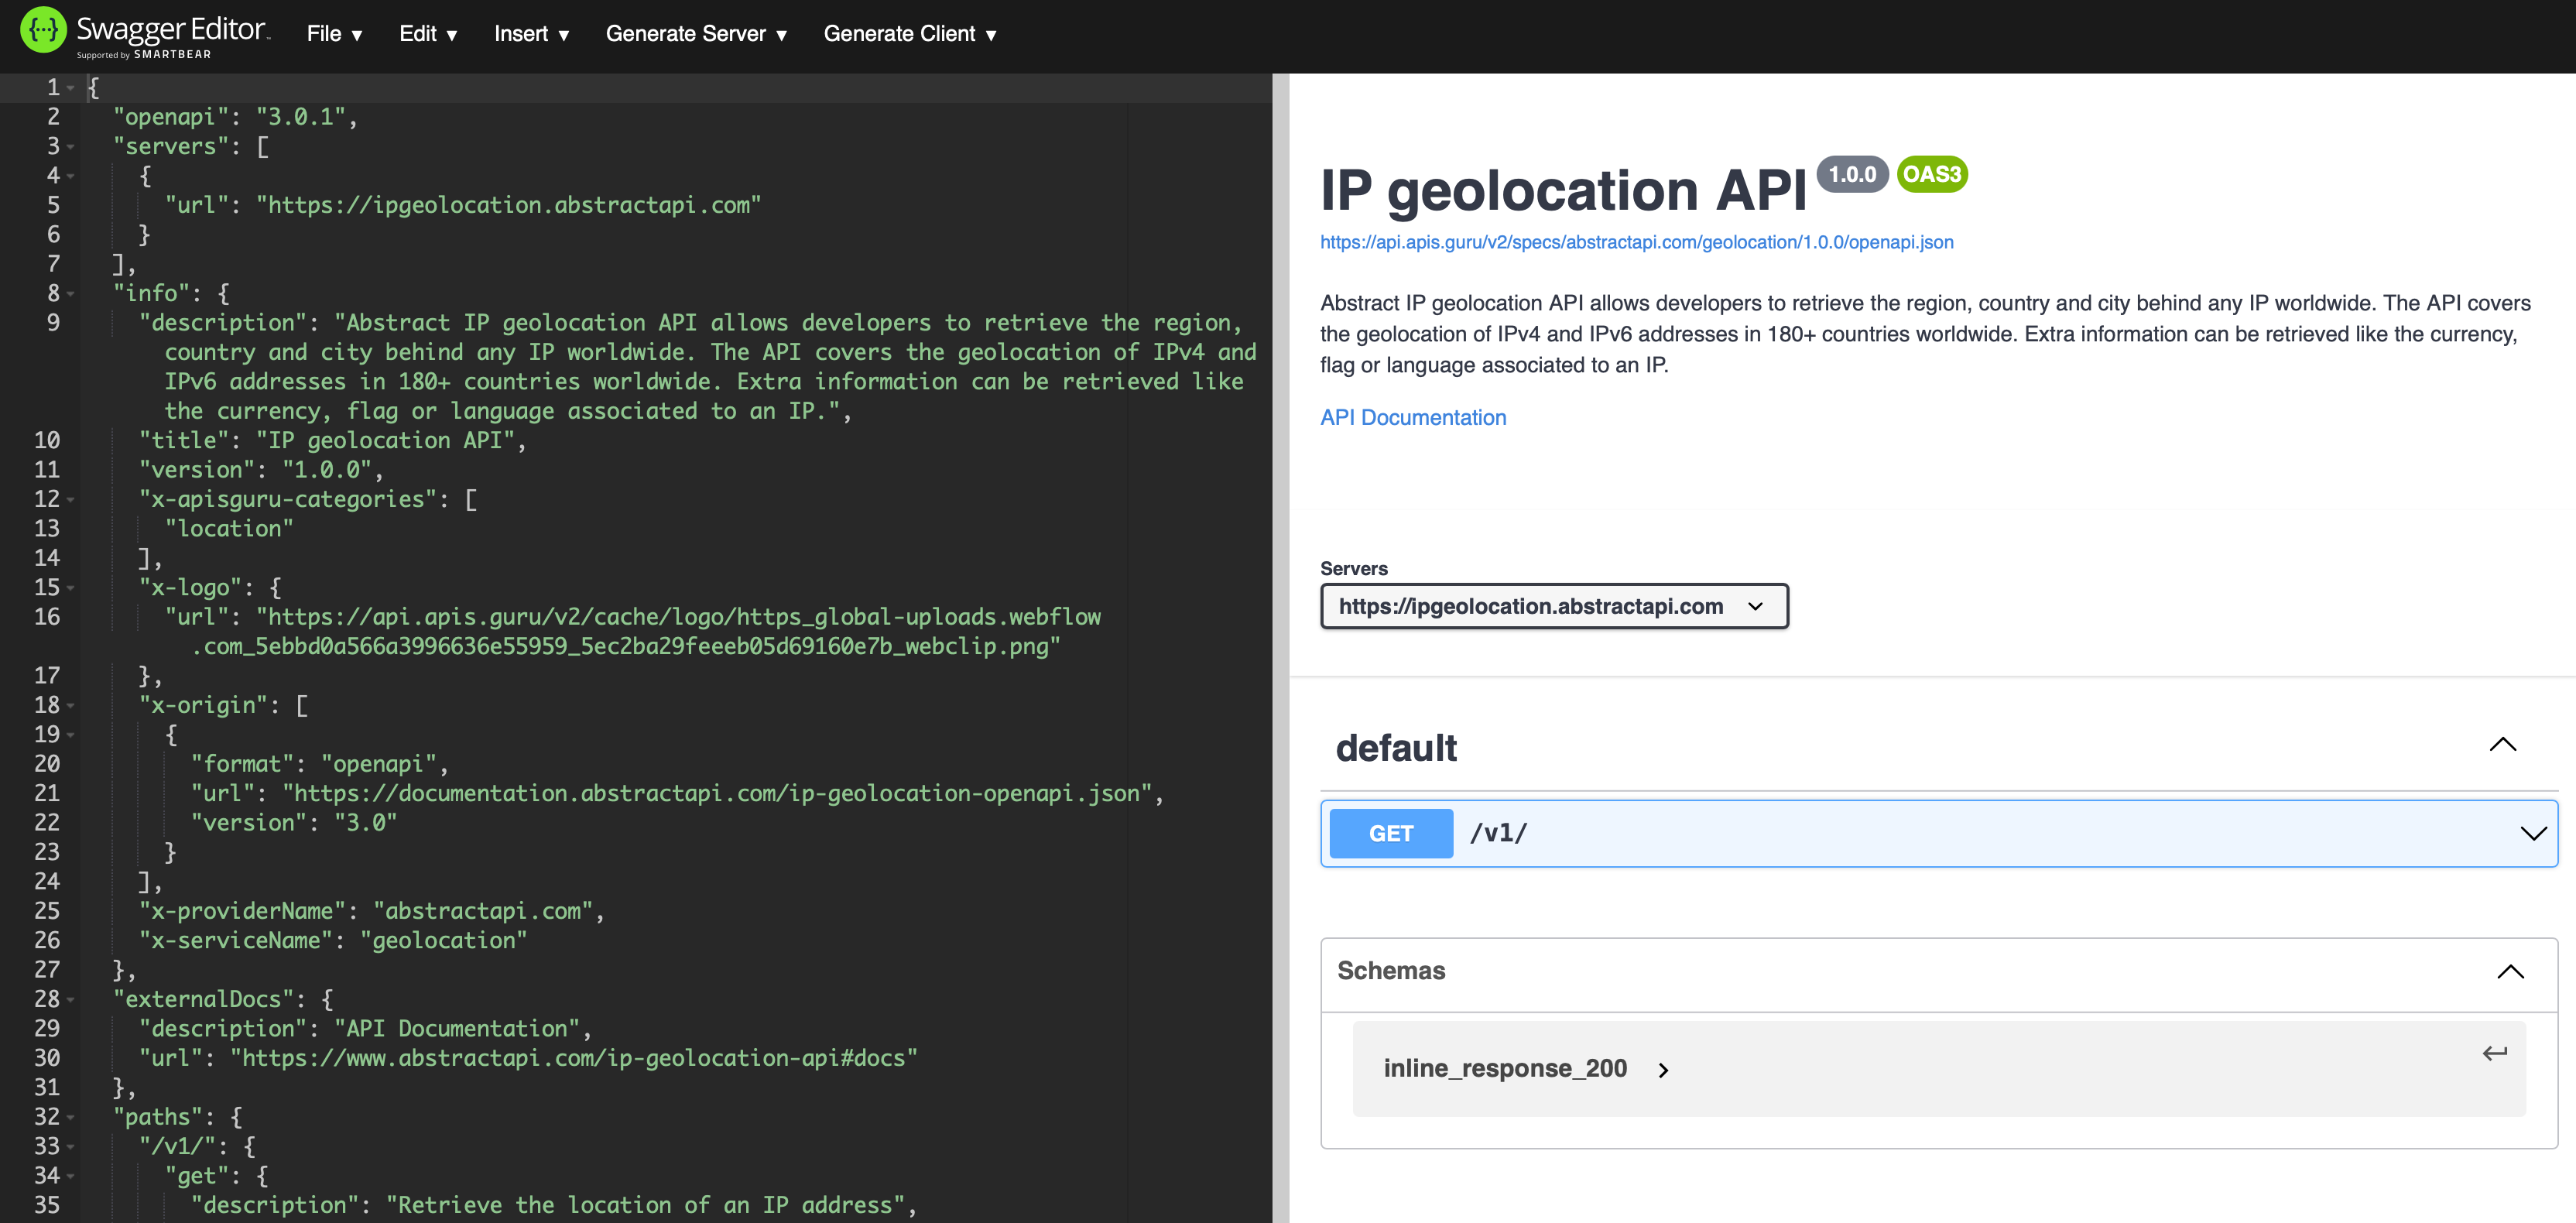 Swagger Editor
Supported by SMARTBEAR
File ▼ Edit ▼ Insert ▼ Generate Server ▼ Generate Client ▼
1 {
2 "openapi": "3.0.1",
3 "servers": [
4 {
5 "url": "https://ipgeolocation.abstractapi.com"
6 }
7 ],
8 "info": {
9 "description": "Abstract IP geolocation API allows developers to retrieve the region,
country and city behind any IP worldwide. The API covers the geolocation of IPv4 and
IPv6 addresses in 180+ countries worldwide. Extra information can be retrieved like
the currency, flag or language associated to an IP.",
10 "title": "IP geolocation API",
11 "version": "1.0.0",
12 "x-apisguru-categories": [
13 "location"
14 ],
15 "x-logo": {
16 "url": "https://api.apis.guru/v2/cache/logo/https_global-uploads.webflow
.com_5ebbd0a566a3996636e55959_5ec2ba29feeeb05d69160e7b_webclip.png"
17 },
18 "x-origin": [
19 {
20 "format": "openapi",
21 "url": "https://documentation.abstractapi.com/ip-geolocation-openapi.json",
22 "version": "3.0"
23 }
24 ],
25 "x-providerName": "abstractapi.com",
26 "x-serviceName": "geolocation"
27 },
28 "externalDocs": {
29 "description": "API Documentation",
30 "url": "https://www.abstractapi.com/ip-geolocation-api#docs"
31 },
32 "paths": {
33 "/v1/": {
34 "get": {
35 "description": "Retrieve the location of an IP address",
IP geolocation API 1.0.0 OAS3
https://api.apis.guru/v2/specs/abstractapi.com/geolocation/1.0.0/openapi.json
Abstract IP geolocation API allows developers to retrieve the region, country and city behind any IP worldwide. The API covers
the geolocation of IPv4 and IPv6 addresses in 180+ countries worldwide. Extra information can be retrieved like the currency,
flag or language associated to an IP.
API Documentation
Servers
https://ipgeolocation.abstractapi.com
default
GET /v1/
Schemas
inline_response_200